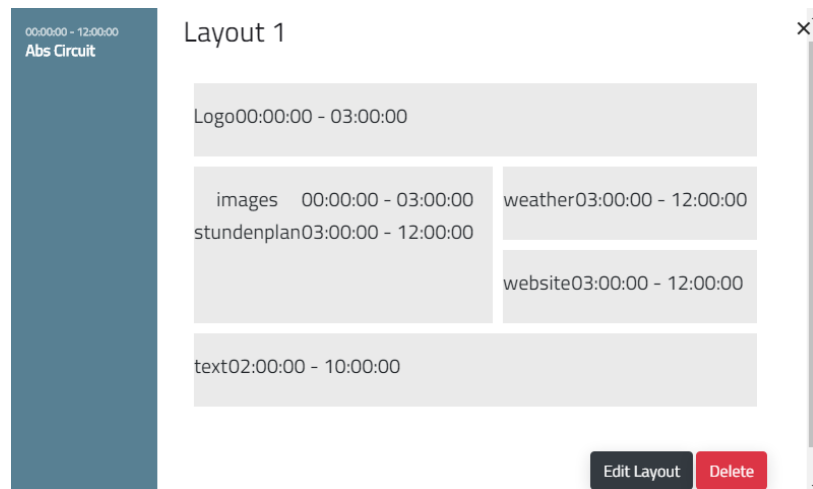 00:00:00 - 12:00:00
Abs Circuit
Layout 1
×
Logo00:00:00 - 03:00:00
images 00:00:00 - 03:00:00
stundenplan03:00:00 - 12:00:00
weather03:00:00 - 12:00:00
website03:00:00 - 12:00:00
text02:00:00 - 10:00:00
Edit Layout
Delete